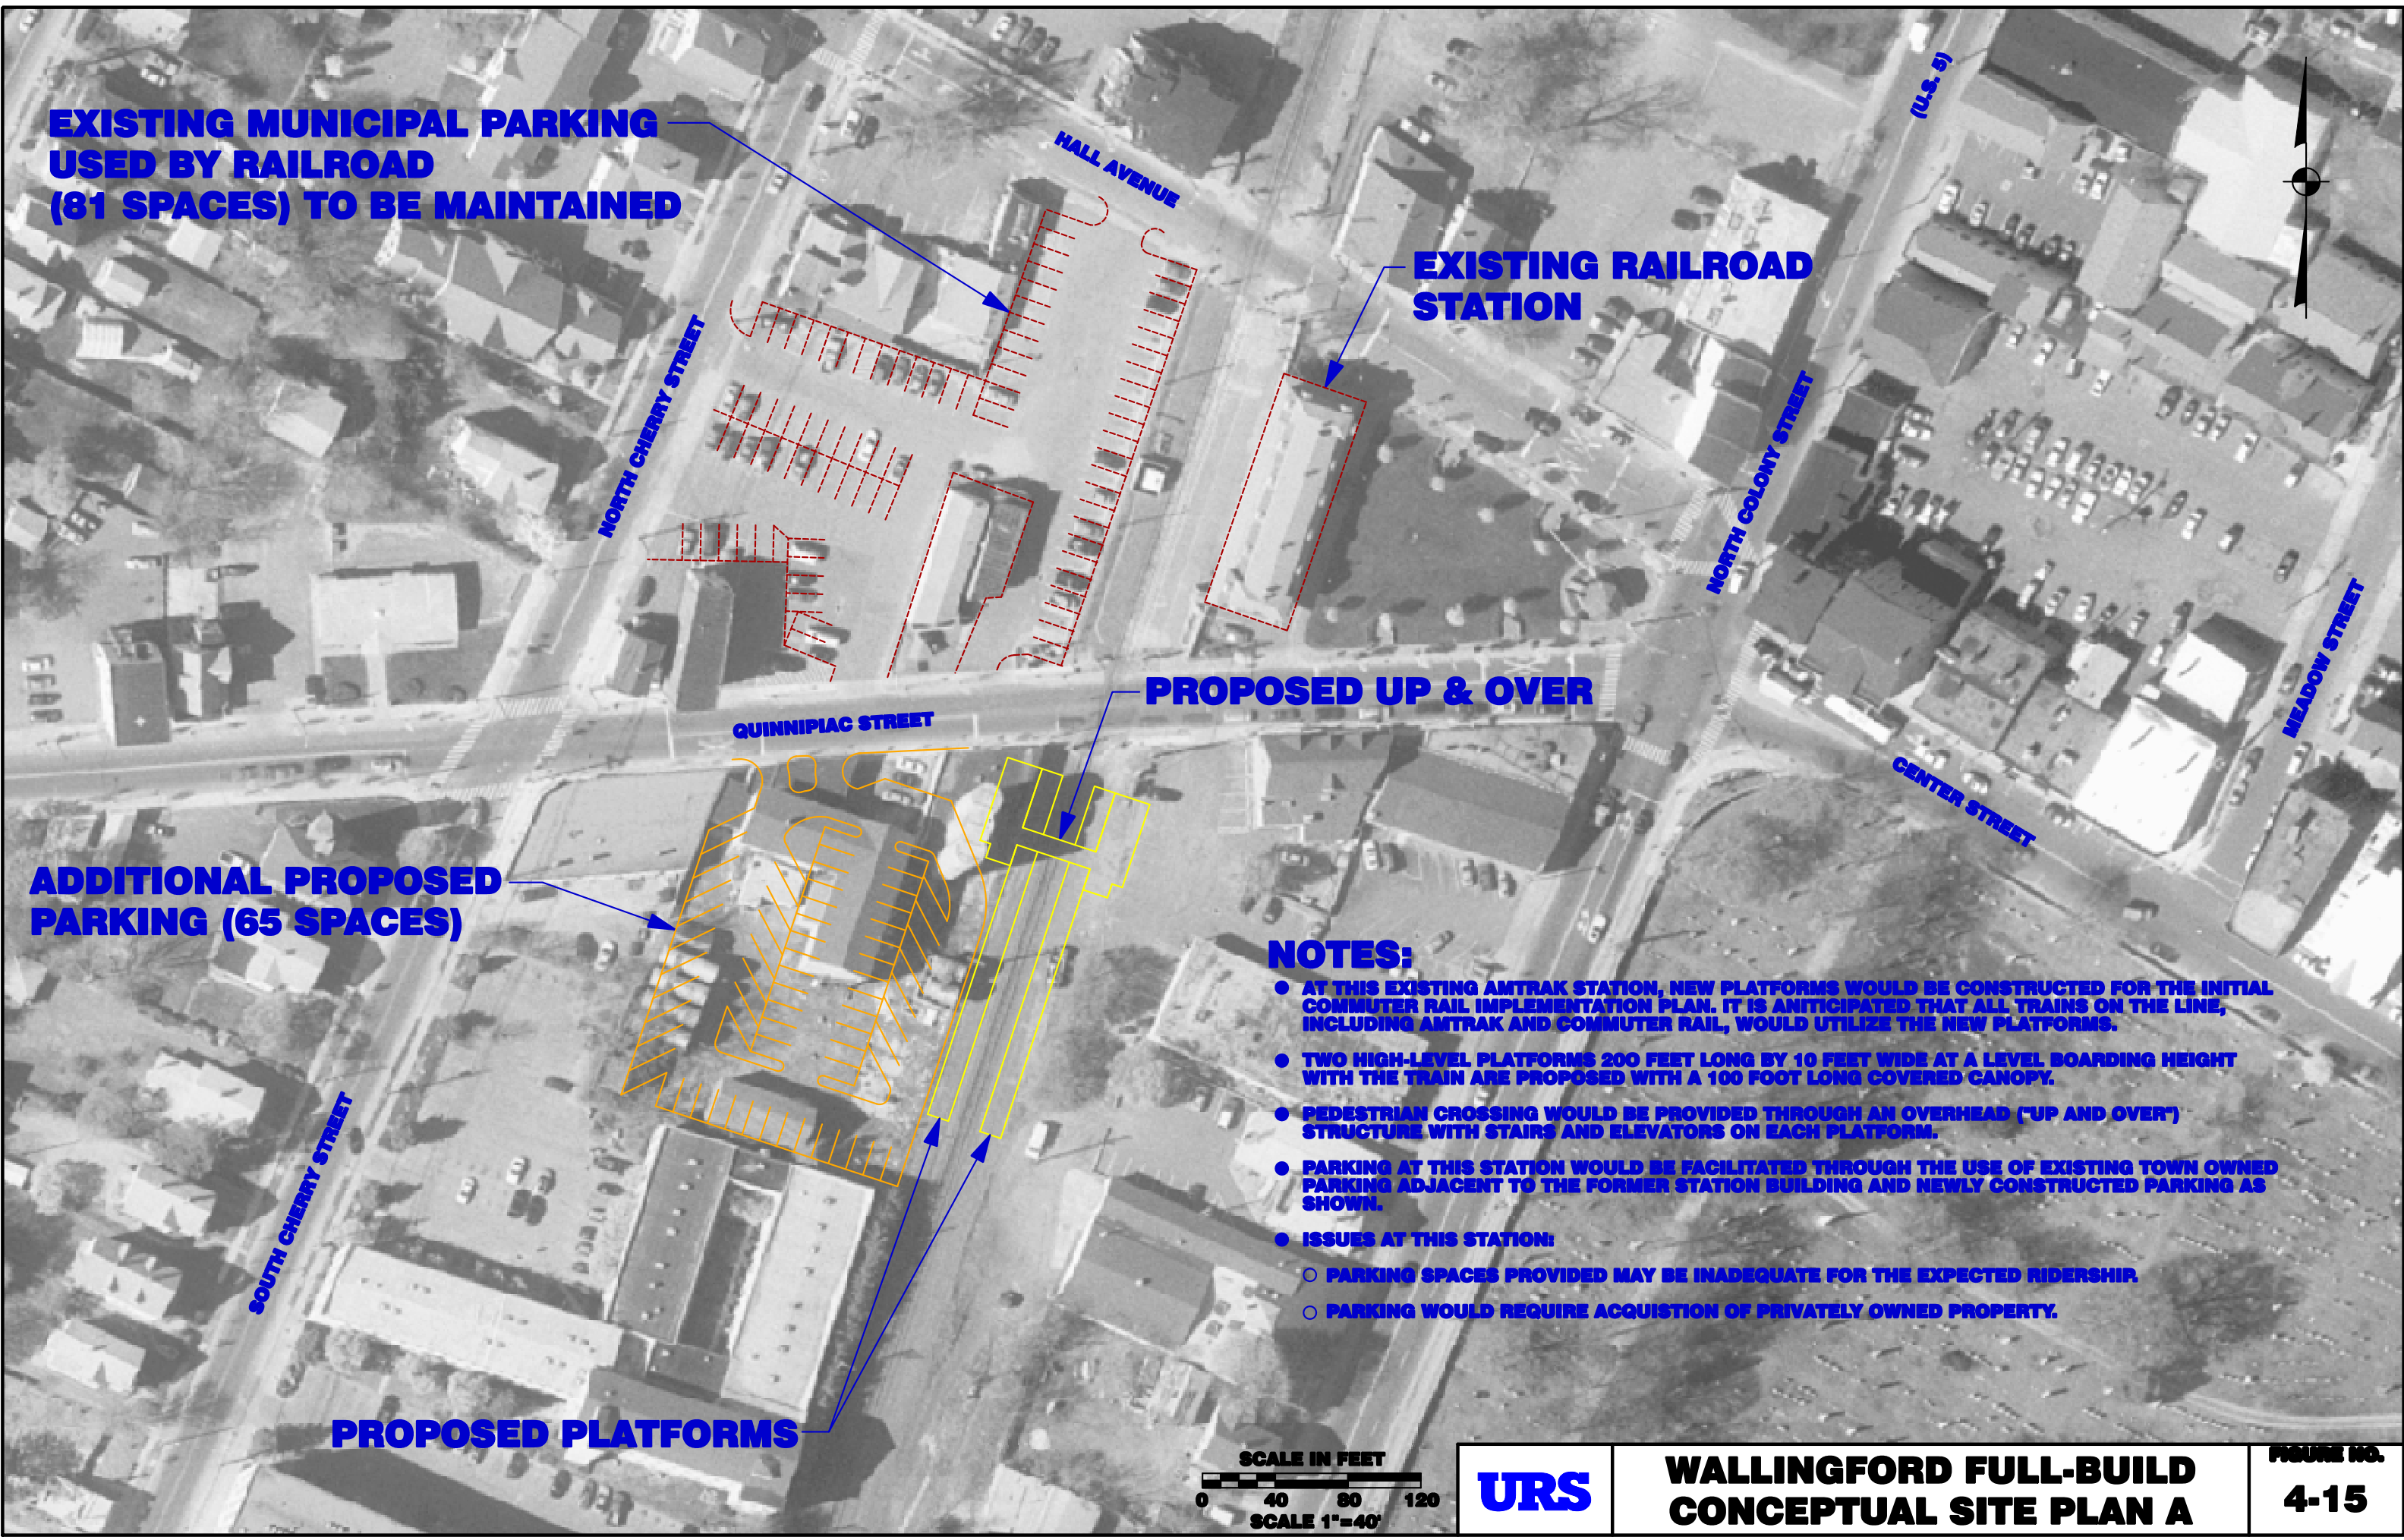 (U.S. 5)
EXISTING MUNICIPAL PARKING
USED BY RAILROAD
(81 SPACES) TO BE MAINTAINED
HALL AVENUE
EXISTING RAILROAD
STATION
NORTH CHERRY STREET
NORTH COLONY STREET
MEADOW STREET
PROPOSED UP & OVER
QUINNIPIAC STREET
CENTER STREET
ADDITIONAL PROPOSED
PARKING (65 SPACES)
NOTES:
● AT THIS EXISTING AMTRAK STATION, NEW PLATFORMS WOULD BE CONSTRUCTED FOR THE INITIAL
COMMUTER RAIL IMPLEMENTATION PLAN. IT IS ANITICIPATED THAT ALL TRAINS ON THE LINE,
INCLUDING AMTRAK AND COMMUTER RAIL, WOULD UTILIZE THE NEW PLATFORMS.
● TWO HIGH-LEVEL PLATFORMS 200 FEET LONG BY 10 FEET WIDE AT A LEVEL BOARDING HEIGHT
WITH THE TRAIN ARE PROPOSED WITH A 100 FOOT LONG COVERED CANOPY.
● PEDESTRIAN CROSSING WOULD BE PROVIDED THROUGH AN OVERHEAD ("UP AND OVER")
STRUCTURE WITH STAIRS AND ELEVATORS ON EACH PLATFORM.
● PARKING AT THIS STATION WOULD BE FACILITATED THROUGH THE USE OF EXISTING TOWN OWNED
PARKING ADJACENT TO THE FORMER STATION BUILDING AND NEWLY CONSTRUCTED PARKING AS
SHOWN.
● ISSUES AT THIS STATION:
○ PARKING SPACES PROVIDED MAY BE INADEQUATE FOR THE EXPECTED RIDERSHIP.
○ PARKING WOULD REQUIRE ACQUISTION OF PRIVATELY OWNED PROPERTY.
SOUTH CHERRY STREET
PROPOSED PLATFORMS
SCALE IN FEET
0 40 80 120
SCALE 1"=40'
URS
WALLINGFORD FULL-BUILD
CONCEPTUAL SITE PLAN A
FIGURE NO.
4-15